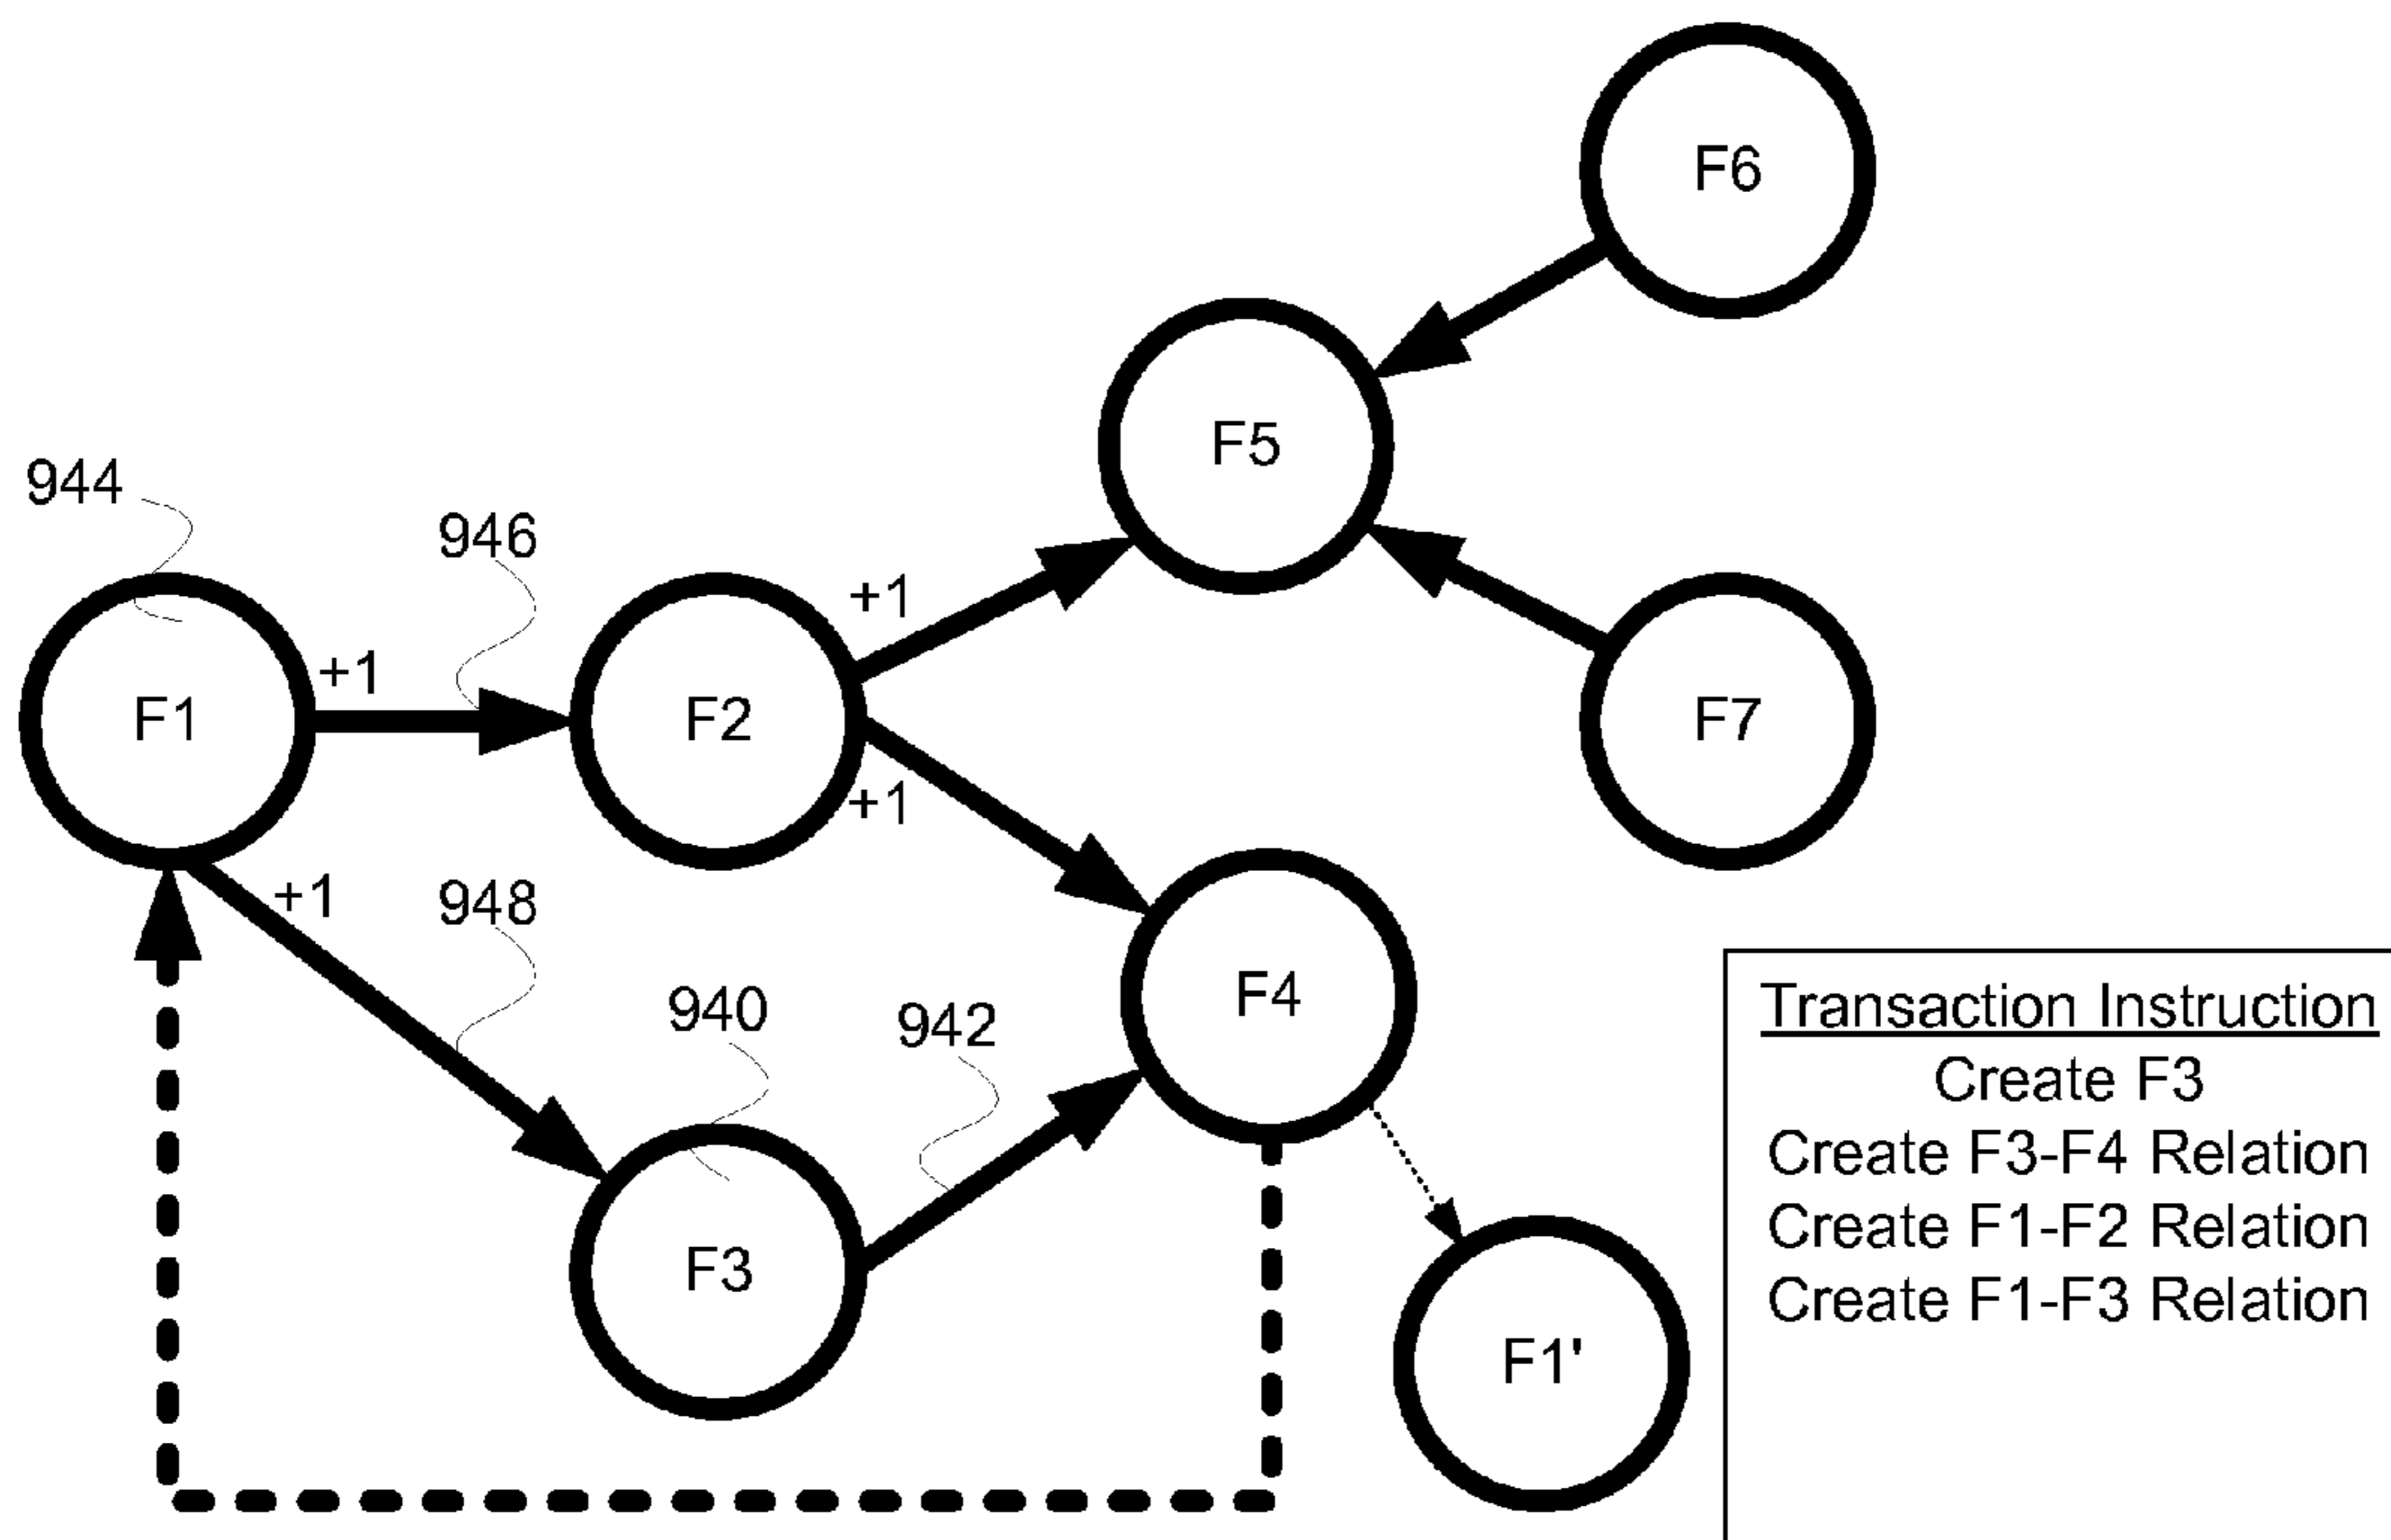 F6
F5
944
946
+1
+1
F1
F2
F7
+1
+1
948
940
942
F4
F3
F1'
Transaction Instruction
Create F3
Create F3-F4 Relation
Create F1-F2 Relation
Create F1-F3 Relation